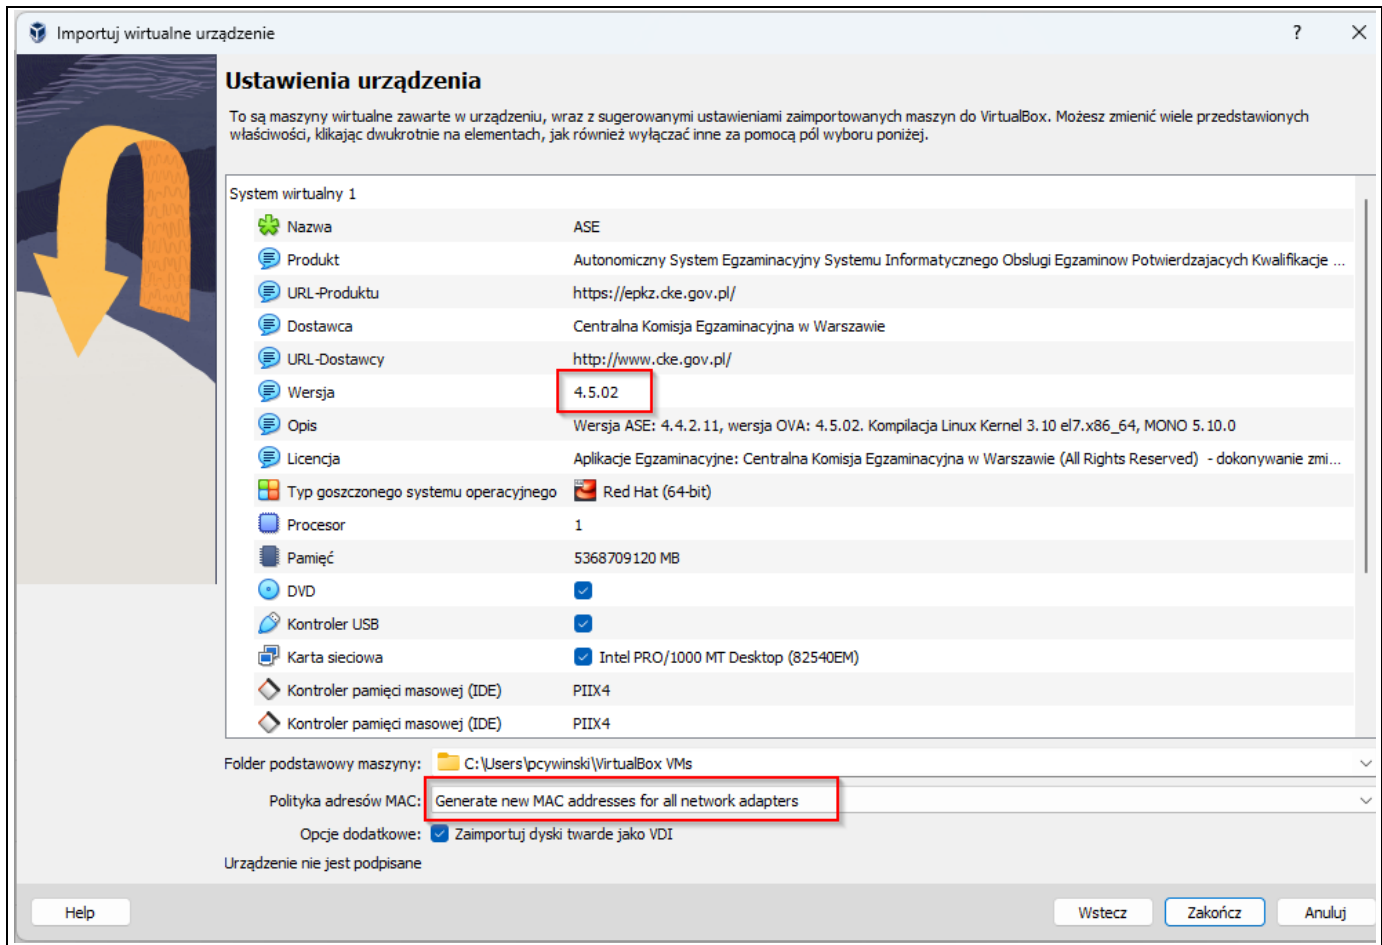 Importuj wirtualne urządzenie
?
Ustawienia urządzenia
To są maszyny wirtualne zawarte w urządzeniu, wraz z sugerowanymi ustawieniami zaimportowanych maszyn do VirtualBox. Możesz zmienić wiele przedstawionych
właściwości, klikając dwukrotnie na elementach, jak również wyłączać inne za pomocą pól wyboru poniżej.
System wirtualny 1
Nazwa ASE
Produkt Autonomiczny System Egzaminacyjny Systemu Informatycznego Obslugi Egzaminow Potwierdzajacych Kwalifikacje ...
URL-Produktu https://epkz.cke.gov.pl/
Dostawca Centralna Komisja Egzaminacyjna w Warszawie
URL-Dostawcy http://www.cke.gov.pl/
Wersja 4.5.02
Opis Wersja ASE: 4.4.2.11, wersja OVA: 4.5.02. Kompilacja Linux Kernel 3.10 el7.x86_64, MONO 5.10.0
Licencja Aplikacje Egzaminacyjne: Centralna Komisja Egzaminacyjna w Warszawie (All Rights Reserved) - dokonywanie zmi...
Typ goszczonego systemu operacyjnego Red Hat (64-bit)
Procesor 1
Pamięć 5368709120 MB
DVD
Kontroler USB
Karta sieciowa Intel PRO/1000 MT Desktop (82540EM)
Kontroler pamięci masowej (IDE) PIIX4
Kontroler pamięci masowej (IDE) PIIX4
Folder podstawowy maszyny: C:\Users\pcywinski\VirtualBox VMs
Polityka adresów MAC: Generate new MAC addresses for all network adapters
Opcje dodatkowe: Zaimportuj dyski twarde jako VDI
Urządzenie nie jest podpisane
Help Wstecz Zakończ Anuluj